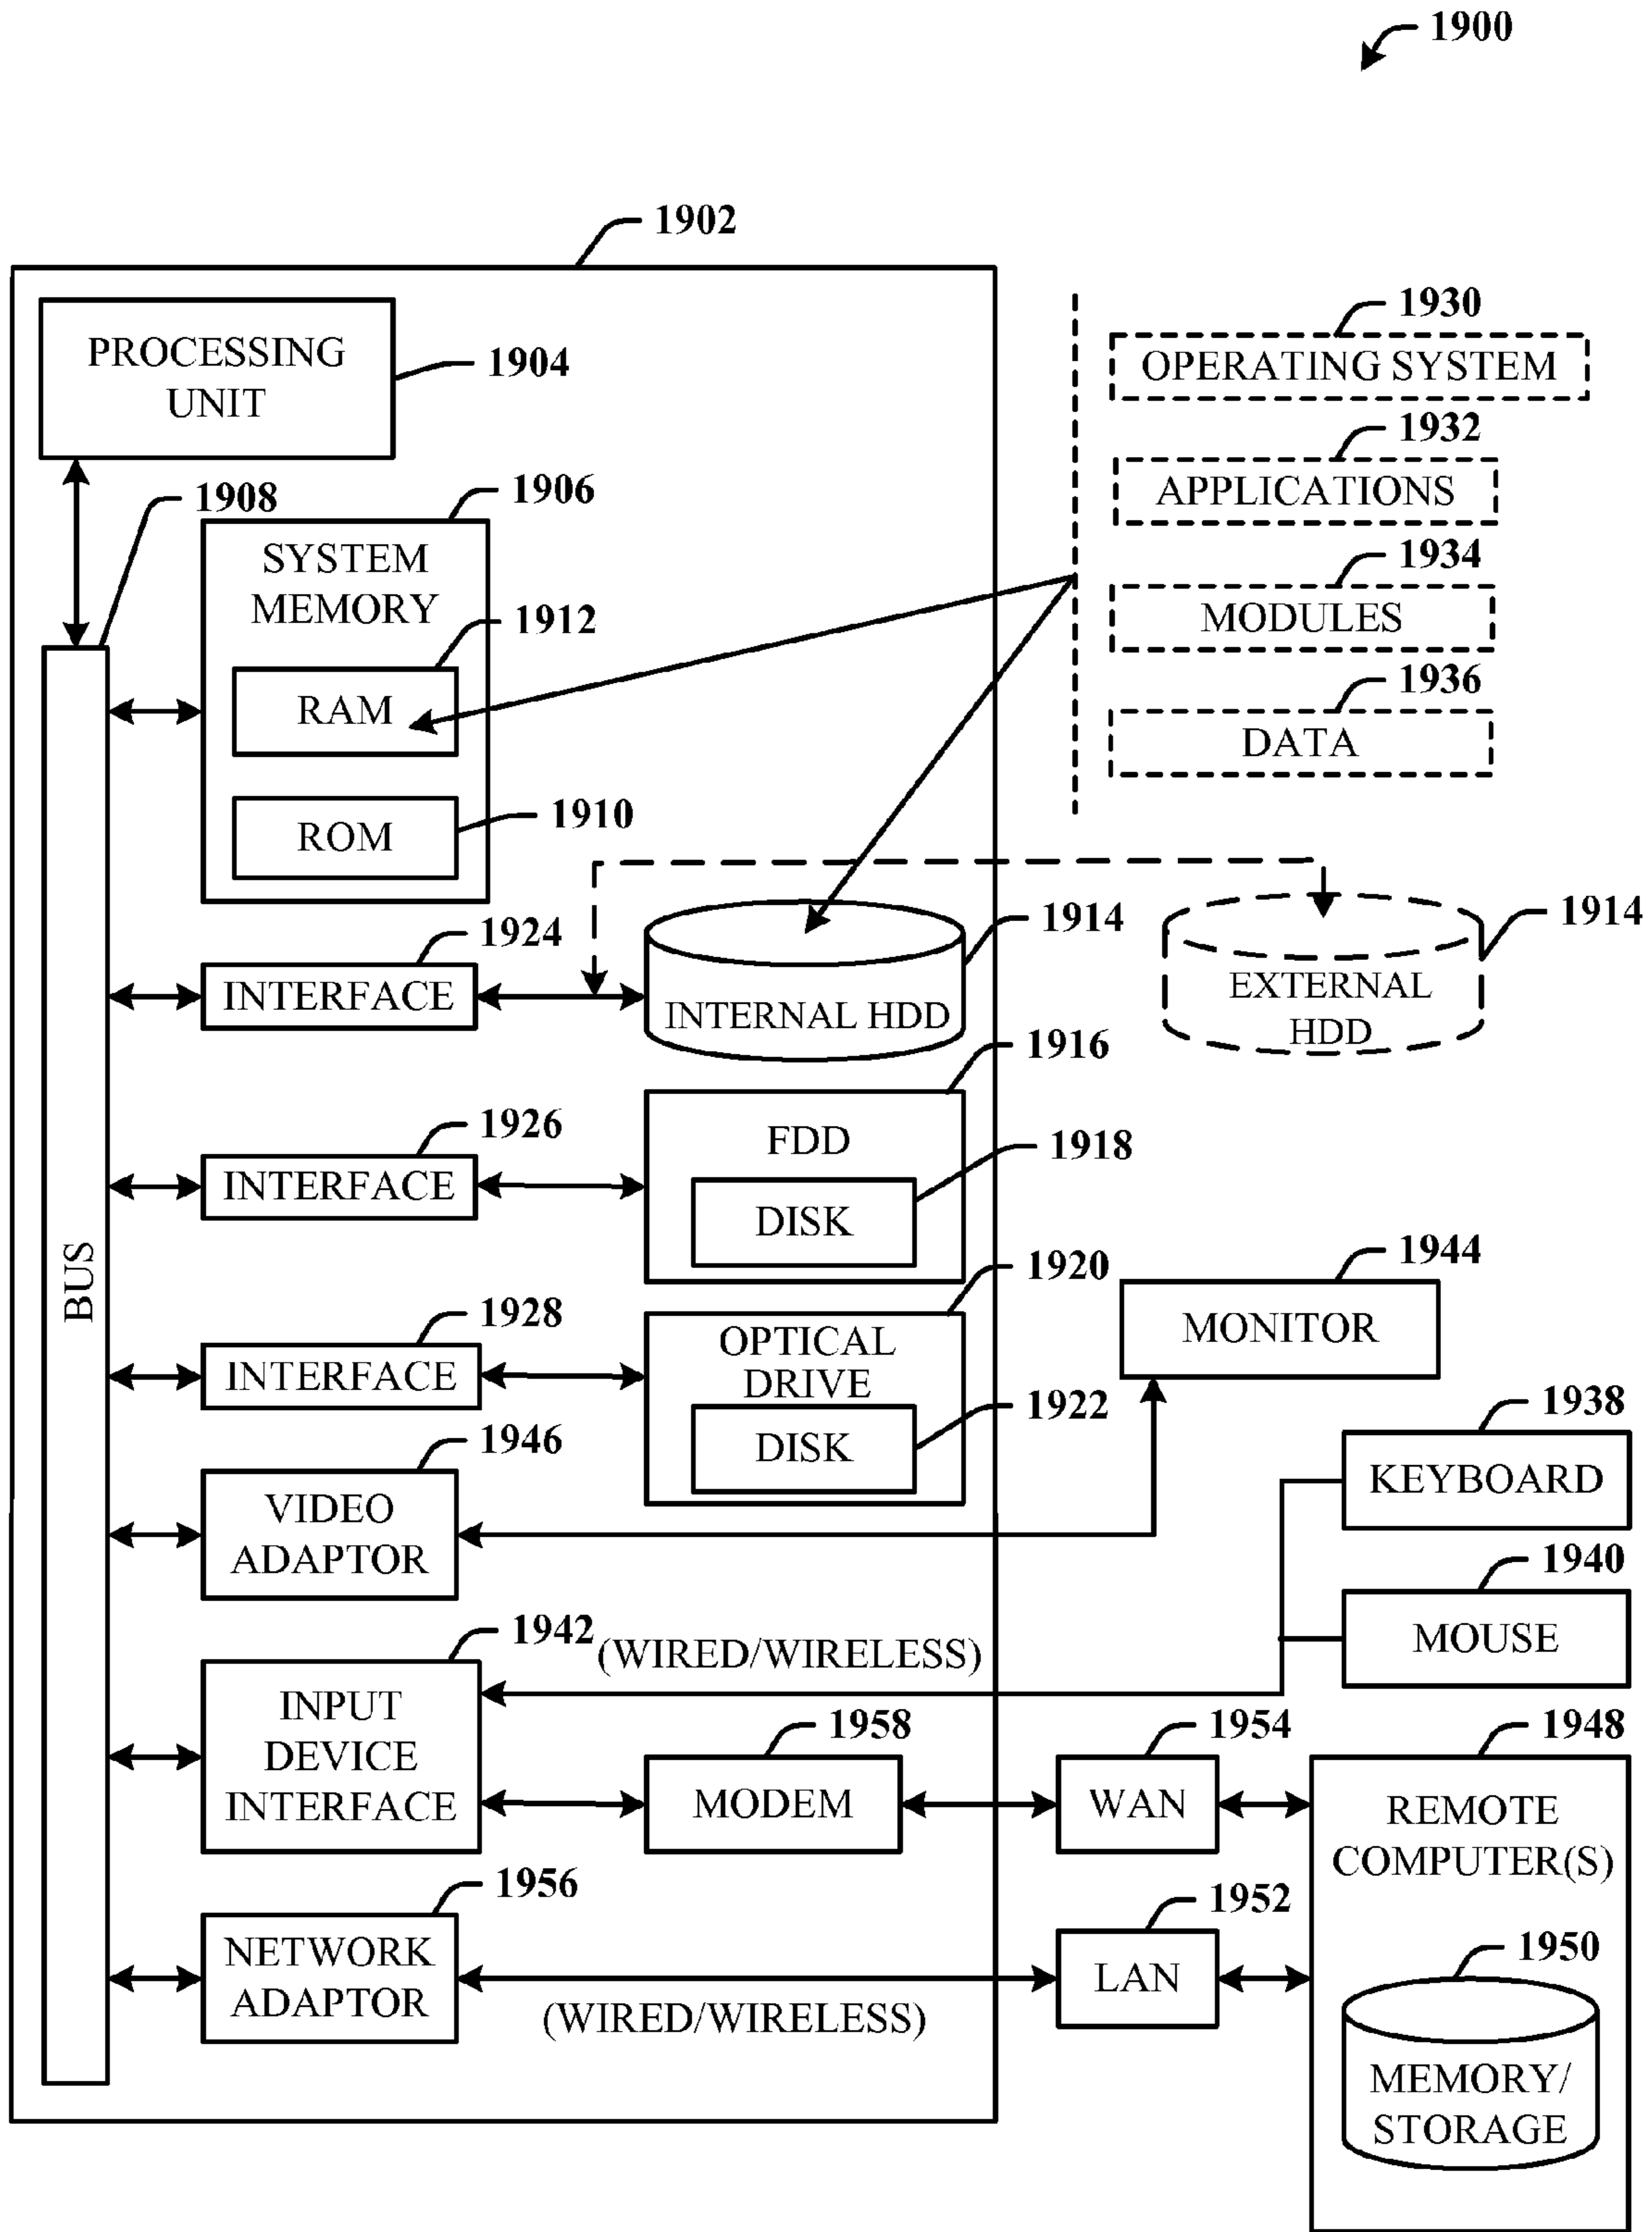 1900
1902
PROCESSING
UNIT
1904
1930
OPERATING SYSTEM
1932
APPLICATIONS
1934
MODULES
1936
DATA
1908
1906
SYSTEM
MEMORY
1912
RAM
1910
ROM
BUS
1924
INTERFACE
1914
INTERNAL HDD
1914
EXTERNAL
HDD
1916
FDD
1926
INTERFACE
1918
DISK
1920
OPTICAL
DRIVE
1928
INTERFACE
1922
DISK
1944
MONITOR
1946
VIDEO
ADAPTOR
1938
KEYBOARD
1940
MOUSE
1942
(WIRED/WIRELESS)
INPUT
DEVICE
INTERFACE
1958
MODEM
1954
WAN
1948
REMOTE
COMPUTER(S)
1956
NETWORK
ADAPTOR
(WIRED/WIRELESS)
1952
LAN
1950
MEMORY/
STORAGE